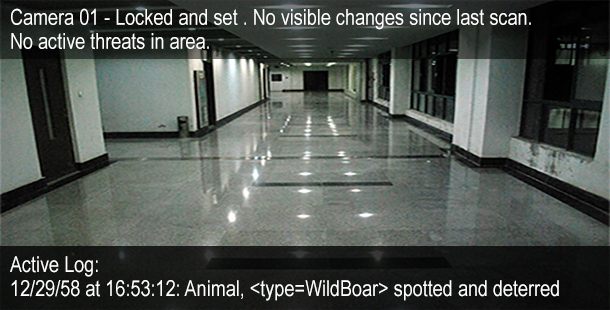 Camera 01 - Locked and set . No visible changes since last scan.
No active threats in area.
Active Log:
12/29/58 at 16:53:12: Animal, <type=WildBoar> spotted and deterred